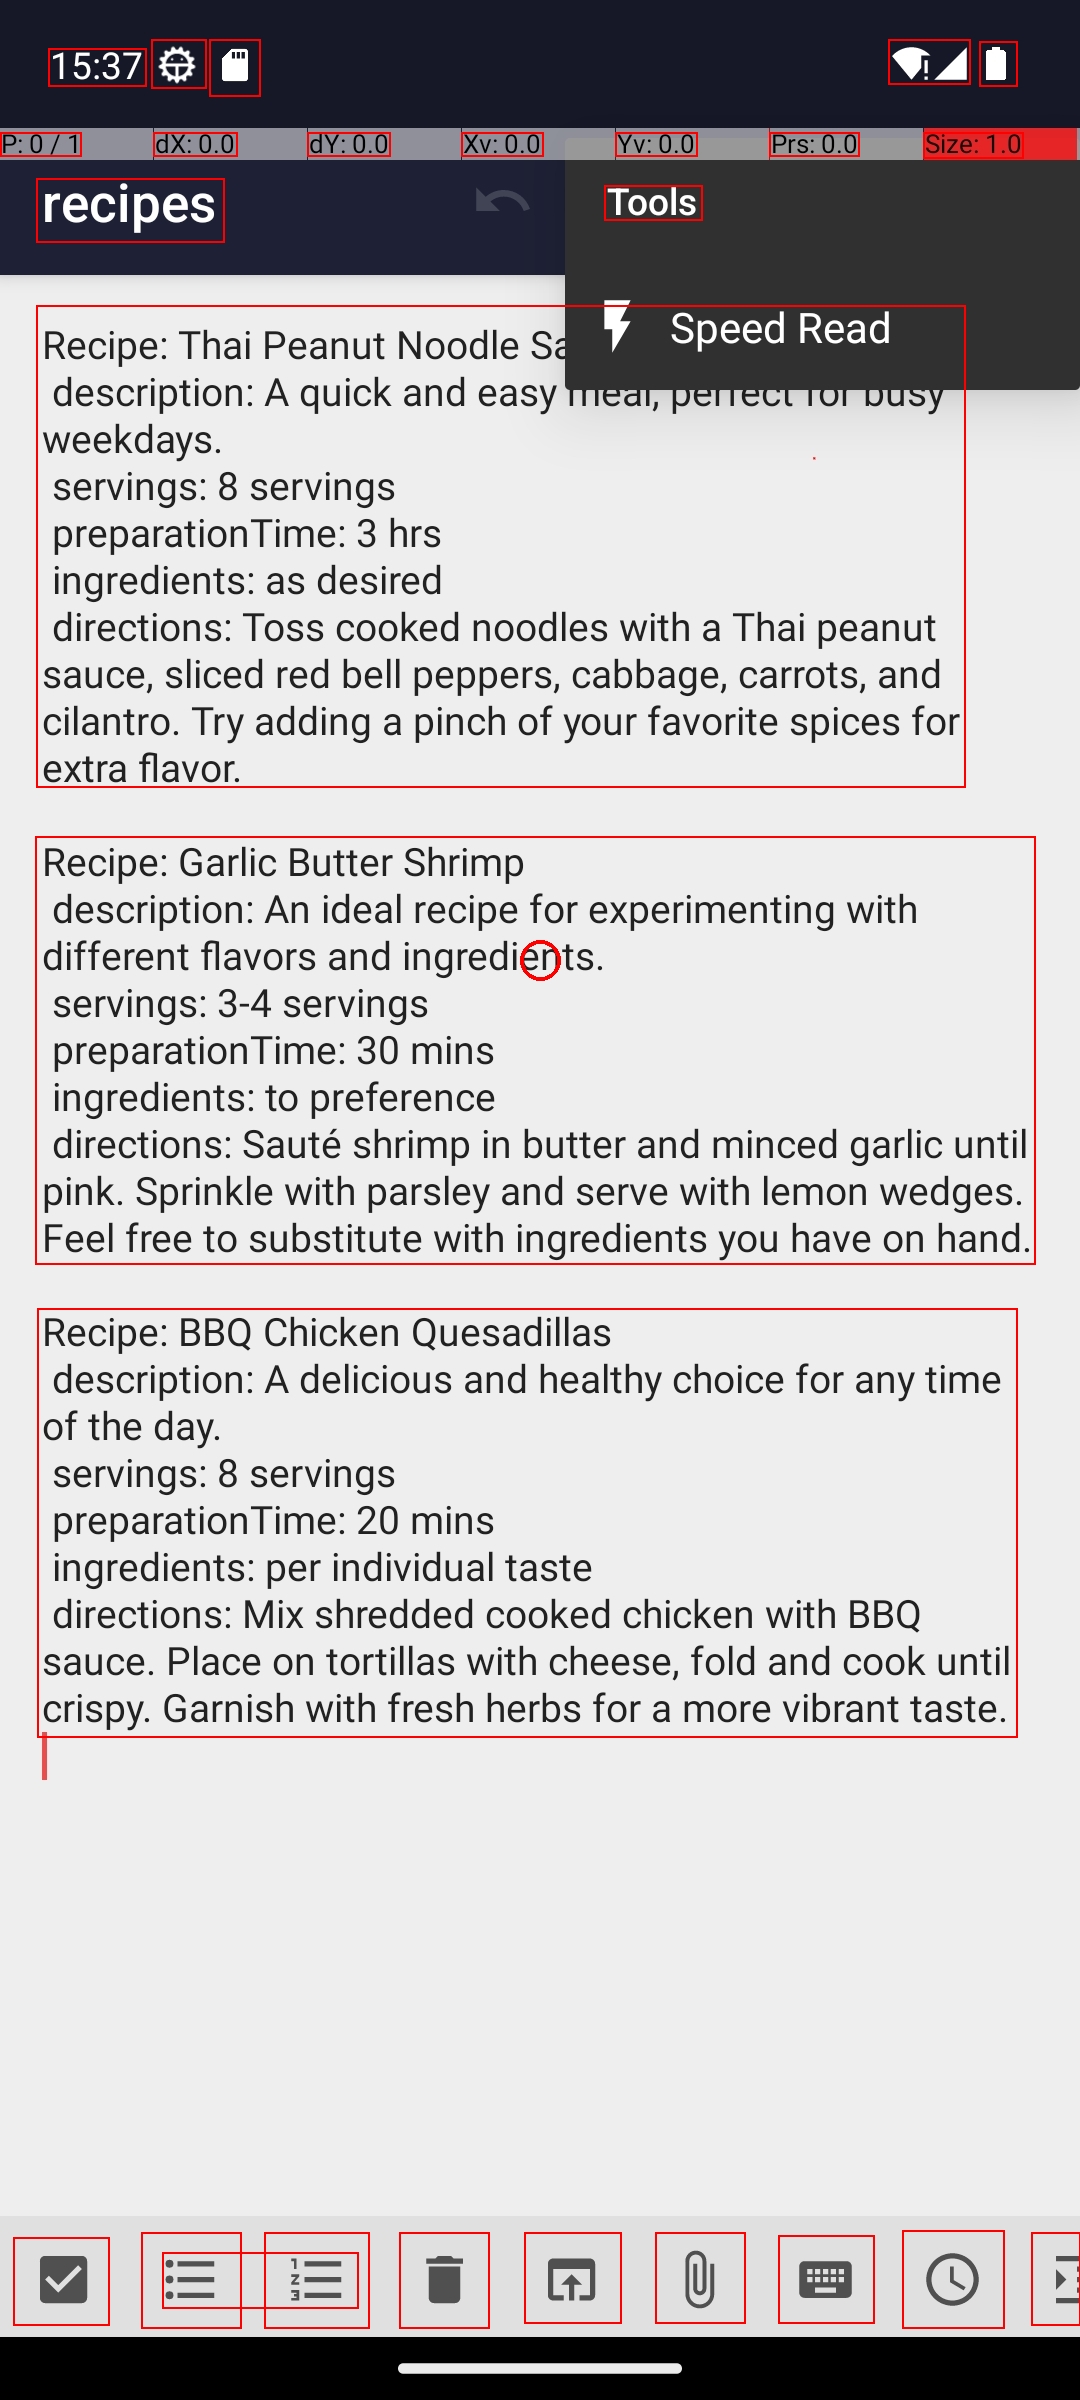 15:37
P: 0 / 1 dX: 0.0 dY: 0.0 Xv: 0.0 Yv: 0.0 Prs: 0.0 Size: 1.0
recipes
Tools
Speed Read
Recipe: Thai Peanut Noodle
description: A quick and easy meal, perfect for busy
weekdays.
servings: 8 servings
preparationTime: 3 hrs
ingredients: as desired
directions: Toss cooked noodles with a Thai peanut
sauce, sliced red bell peppers, cabbage, carrots, and
cilantro. Try adding a pinch of your favorite spices for
extra flavor.
Recipe: Garlic Butter Shrimp
description: An ideal recipe for experimenting with
different flavors and ingredients.
servings: 3-4 servings
preparationTime: 30 mins
ingredients: to preference
directions: Sauté shrimp in butter and minced garlic until
pink. Sprinkle with parsley and serve with lemon wedges.
Feel free to substitute with ingredients you have on hand.
Recipe: BBQ Chicken Quesadillas
description: A delicious and healthy choice for any time
of the day.
servings: 8 servings
preparationTime: 20 mins
ingredients: per individual taste
directions: Mix shredded cooked chicken with BBQ
sauce. Place on tortillas with cheese, fold and cook until
crispy. Garnish with fresh herbs for a more vibrant taste.